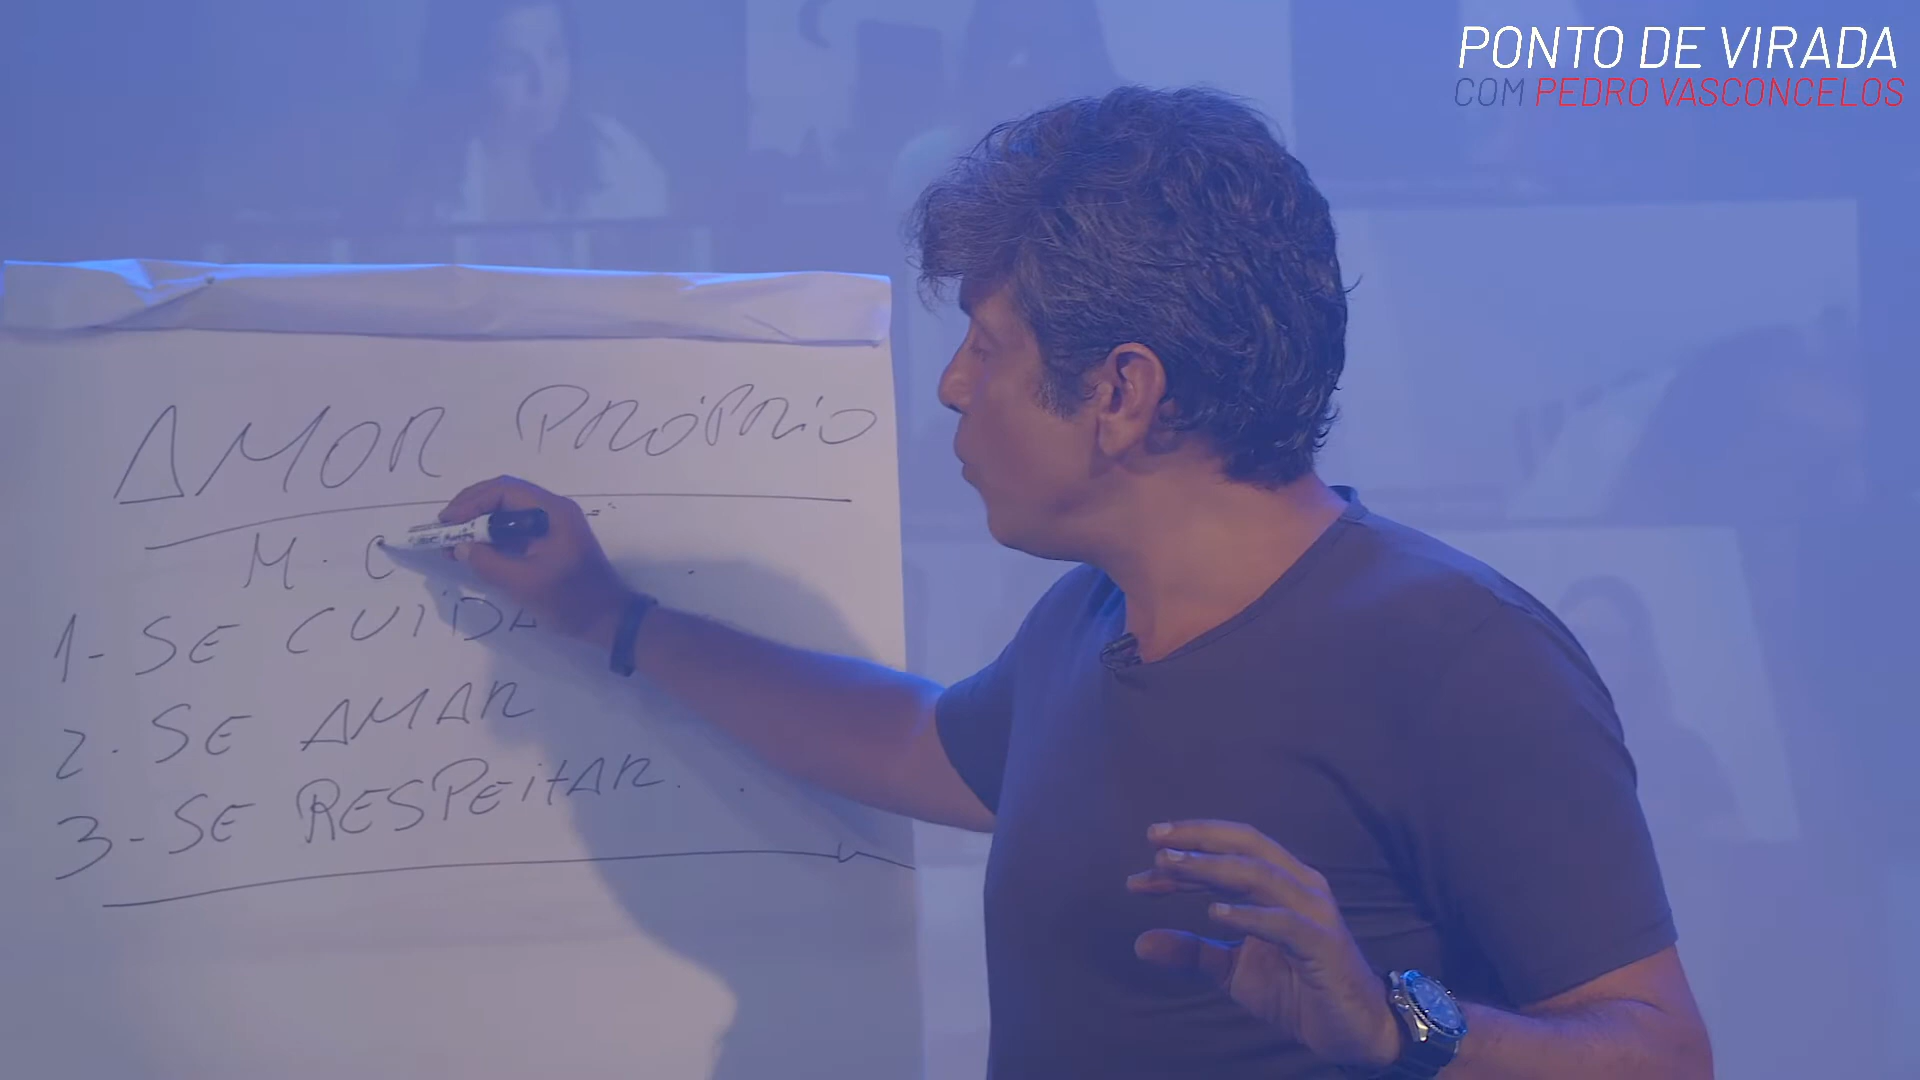 PONTO DE VIRADA
COM PEDRO VASCONCELOS
AMOR PRÓPRIO
M. C
1- SE CUIDA
2. SE AMAR
3- SE RESPEITAR.